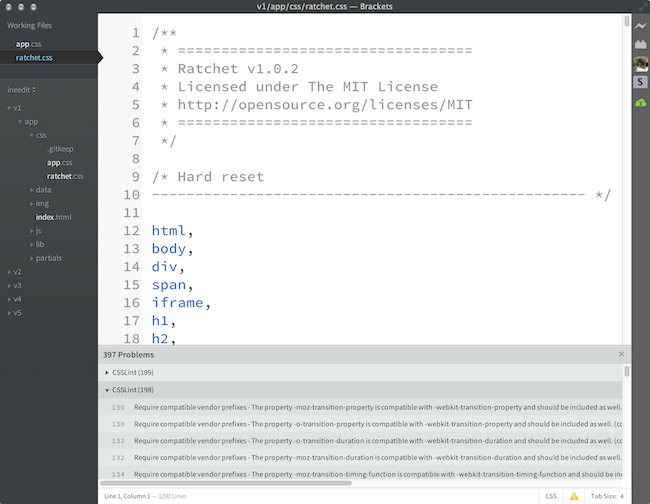 v1/app/css/ratchet.css — Brackets
Working Files
app.css
ratchet.css
ineedit
v1
app
css
.gitkeep
app.css
ratchet.css
data
img
index.html
js
lib
partials
v2
v3
v4
v5
1 /**
2 * ==================================
3 * Ratchet v1.0.2
4 * Licensed under The MIT License
5 * http://opensource.org/licenses/MIT
6 * ==================================
7 */
8
9 /* Hard reset
10 -------------------------------------------------- */
11
12 html,
13 body,
14 div,
15 span,
16 iframe,
17 h1,
18 h2,
S
397 Problems
CSSLint (199)
CSSLint (198)
130 Require compatible vendor prefixes - The property -moz-transition-property is compatible with -webkit-transition-property and should be included as well.
130 Require compatible vendor prefixes - The property -o-transition-property is compatible with -webkit-transition-property and should be included as well. (co
132 Require compatible vendor prefixes - The property -o-transition-duration is compatible with -webkit-transition-duration and should be included as well. (cc
132 Require compatible vendor prefixes - The property -moz-transition-duration is compatible with -webkit-transition-duration and should be included as well.
134 Require compatible vendor prefixes - The property -moz-transition-timing-function is compatible with -webkit-transition-timing-function and should be in
Line 1, Column 1 — 1292 Lines
CSS
Tab Size: 4